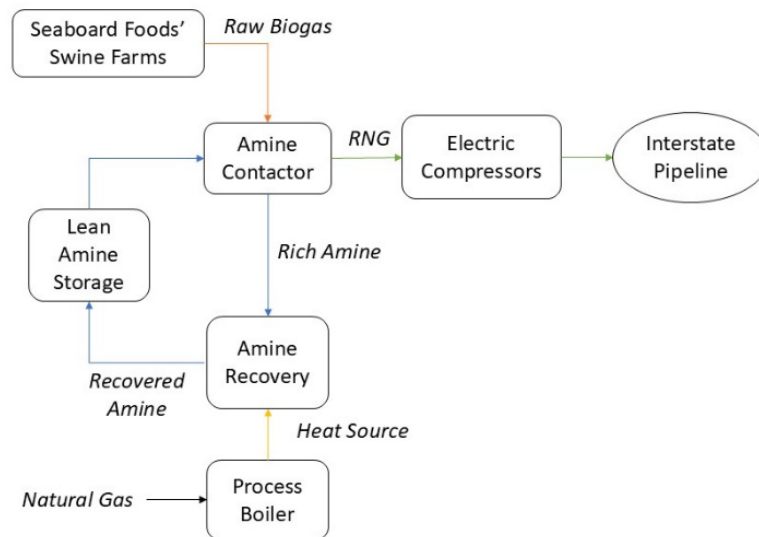 Seaboard Foods'
Swine Farms
Raw Biogas
Amine
Contactor
RNG
Electric
Compressors
Interstate
Pipeline
Lean
Amine
Storage
Rich Amine
Amine
Recovery
Recovered
Amine
Heat Source
Natural Gas
Process
Boiler